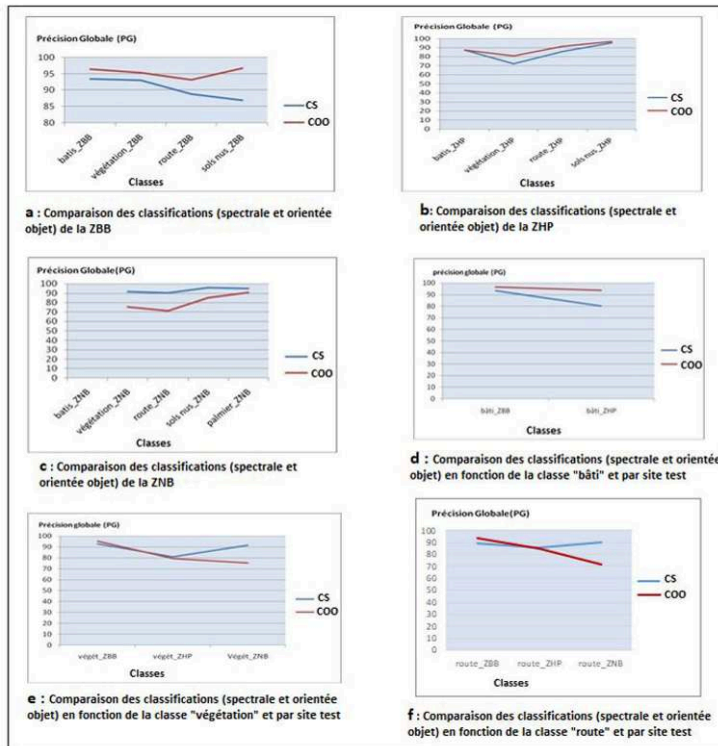 Précision Globale (PG)
100
95
90
85
80
CS
COO
batis_ZBB
végétation_ZBB
route_ZBB
sols nus_ZBB
Classes
a : Comparaison des classifications (spectrale et orientée
objet) de la ZBB
Précision Globale (PG)
100
90
80
70
60
50
40
30
20
10
0
CS
COO
batis_ZHP
végétation_ZHP
route_ZHP
sols nus_ZHP
Classes
b: Comparaison des classifications (spectrale et
orientée objet) de la ZHP
Précision Globale(PG)
100
90
80
70
60
50
40
30
20
10
0
CS
COO
batis_ZNB
végétation_ZNB
route_ZNB
sols nus_ZNB
palmier_ZNB
Classes
c : Comparaison des classifications (spectrale et
orientée objet) de la ZNB
précision globale (PG)
100
90
80
70
60
50
40
30
20
10
0
CS
COO
bâti_ZBB
bâti_ZHP
Classes
d : Comparaison des classifications (spectrale et orientée
objet) en fonction de la classe "bâti" et par site test
Précision globale (PG)
100
90
80
70
60
50
40
30
20
10
0
CS
COO
végét_ZBB
végét_ZHP
Végét_ZNB
Classes
e : Comparaison des classifications (spectrale et orientée
objet) en fonction de la classe "végétation" et par site test
Précision Globale(PG)
100
90
80
70
60
50
40
30
20
10
0
CS
COO
route_ZBB
route_ZHP
route_ZNB
Classes
f : Comparaison des classifications (spectrale et orientée
objet) en fonction de la classe "route" et par site test